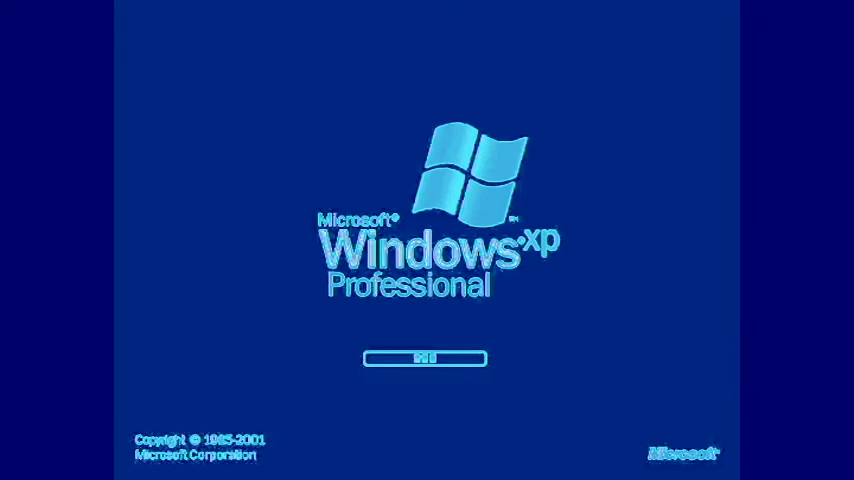 Microsoft®
Windows xp
Professional
Copyright © 1985-2001
Microsoft Corporation
Microsoft